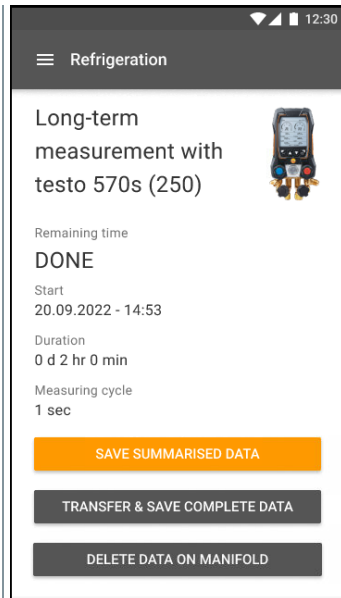 12:30
Refrigeration
Long-term
measurement with
testo 570s (250)
Remaining time
DONE
Start
20.09.2022 - 14:53
Duration
0 d 2 hr 0 min
Measuring cycle
1 sec
SAVE SUMMARISED DATA
TRANSFER & SAVE COMPLETE DATA
DELETE DATA ON MANIFOLD